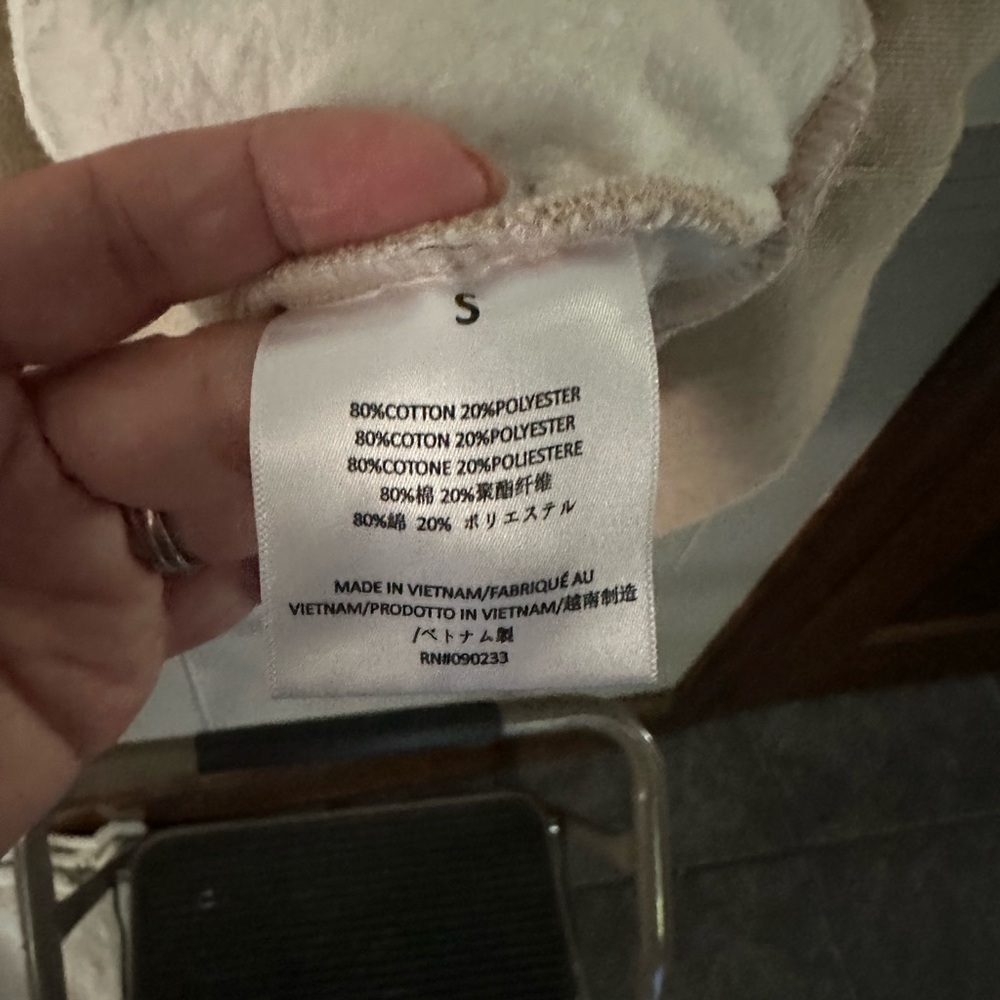 S
80%COTTON 20%POLYESTER
80%COTON 20%POLYESTER
80%COTONE 20%POLIESTERE
80%棉 20%聚酯纤维
80%綿 20% ポリエステル
MADE IN VIETNAM/FABRIQUÉ AU
VIETNAM/PRODOTTO IN VIETNAM/越南制造
/ベトナム製
RN#090233